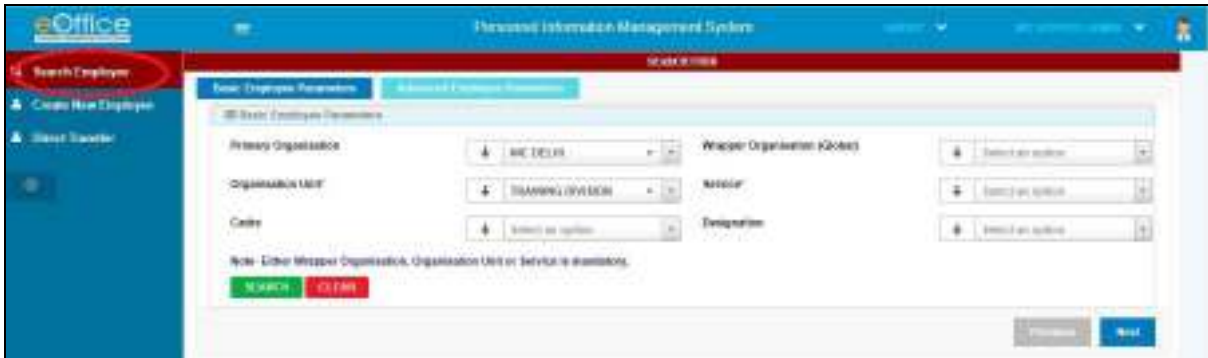 eOffice
Personnel Information Management System
Search Employee
Create New Employee
Direct Transfer
Basic Employee Parameters
Advanced Employee Parameters
Basic Employee Parameters
Primary Organisation
NIC DELHI
Wrapper Organisation (Global)
Select an option
Organisation Unit*
TRAINING DIVISION
Service*
Select an option
Cadre
Select an option
Designation
Select an option
Note- Either Wrapper Organisation, Organisation Unit or Service is mandatory.
SEARCH CLEAR
Previous Next